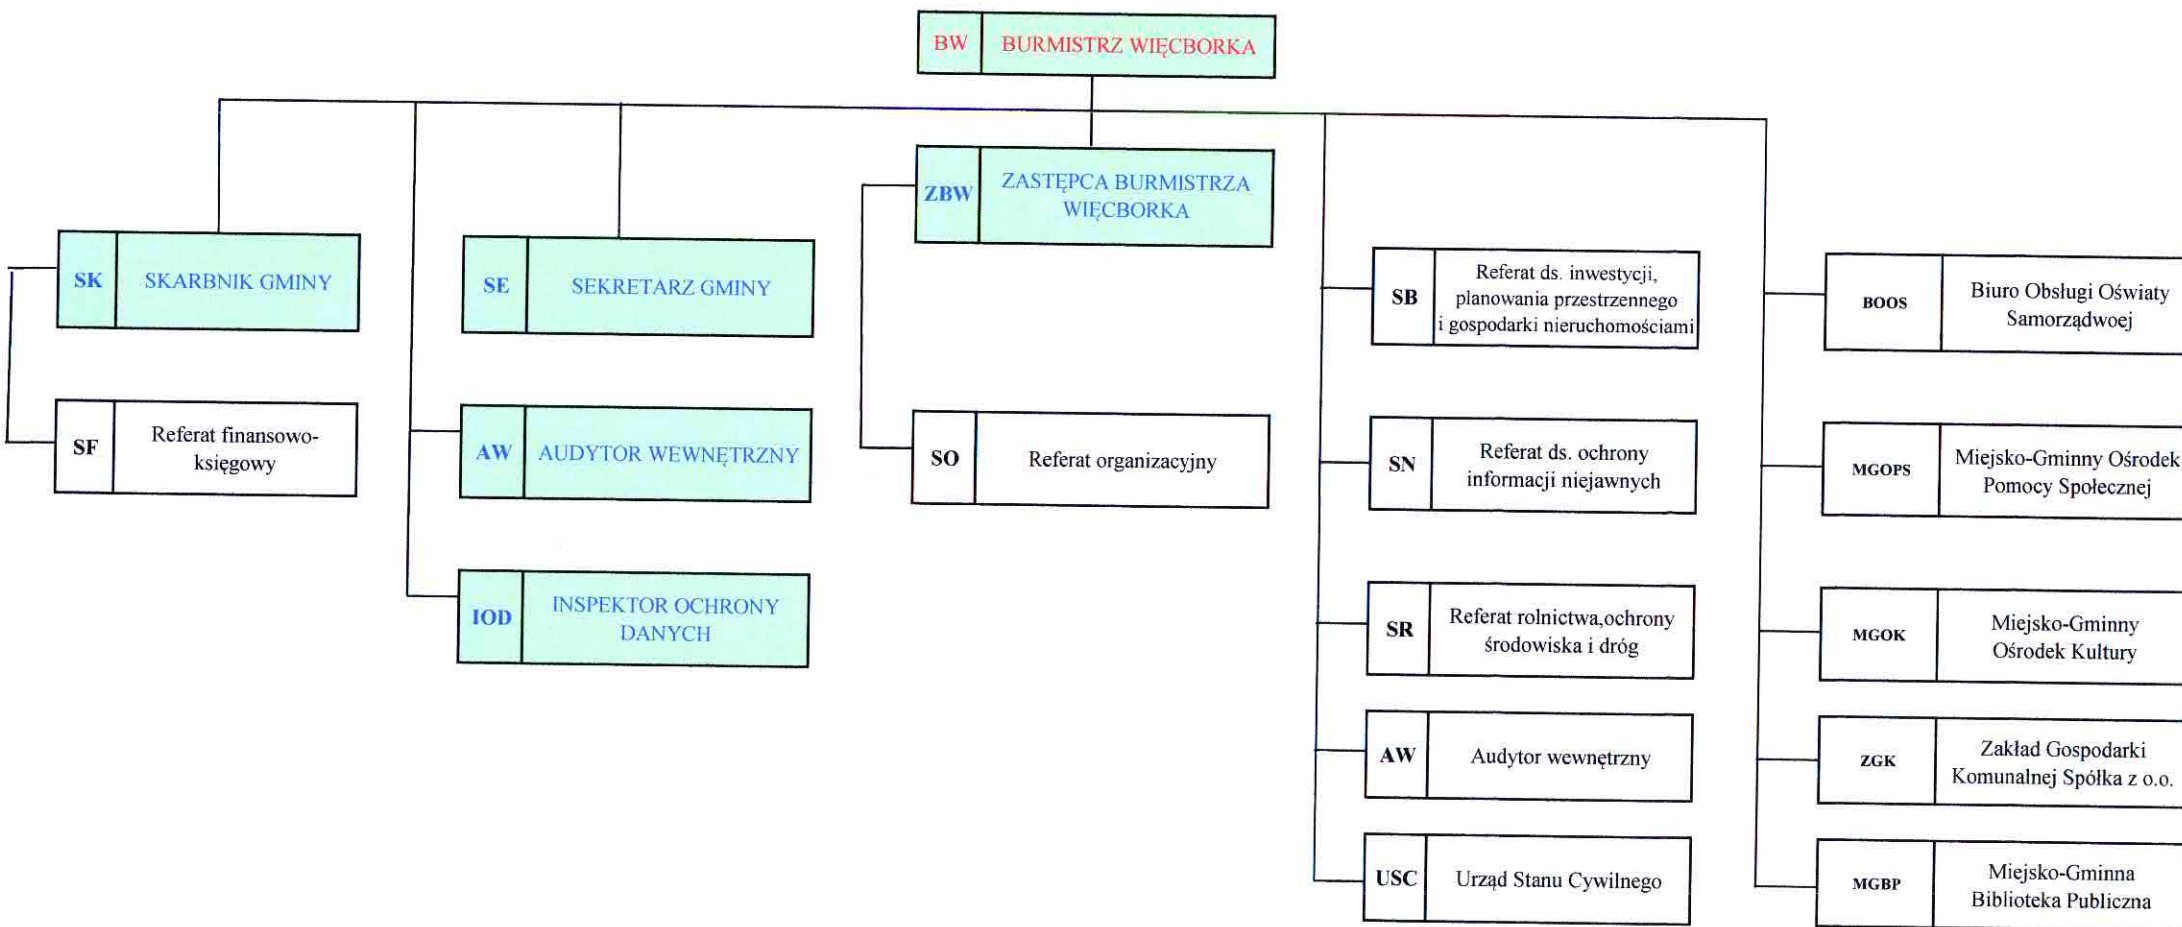 BW
BURMISTRZ WIĘCBORKA
ZBW
ZASTĘPCA BURMISTRZA
WIĘCBORKA
SK
SKARBNIK GMINY
SE
SEKRETARZ GMINY
SB
Referat ds. inwestycji,
planowania przestrzennego
i gospodarki nieruchomościami
BOOS
Biuro Obsługi Oświaty
Samorządwoej
SF
Referat finansowo-
księgowy
AW
AUDYTOR WEWNĘTRZNY
SO
Referat organizacyjny
SN
Referat ds. ochrony
informacji niejawnych
MGOPS
Miejsko-Gminny Ośrodek
Pomocy Społecznej
IOD
INSPEKTOR OCHRONY
DANYCH
SR
Referat rolnictwa,ochrony
środowiska i dróg
MGOK
Miejsko-Gminny
Ośrodek Kultury
AW
Audytor wewnętrzny
ZGK
Zakład Gospodarki
Komunalnej Spółka z o.o.
USC
Urząd Stanu Cywilnego
MGBP
Miejsko-Gminna
Biblioteka Publiczna